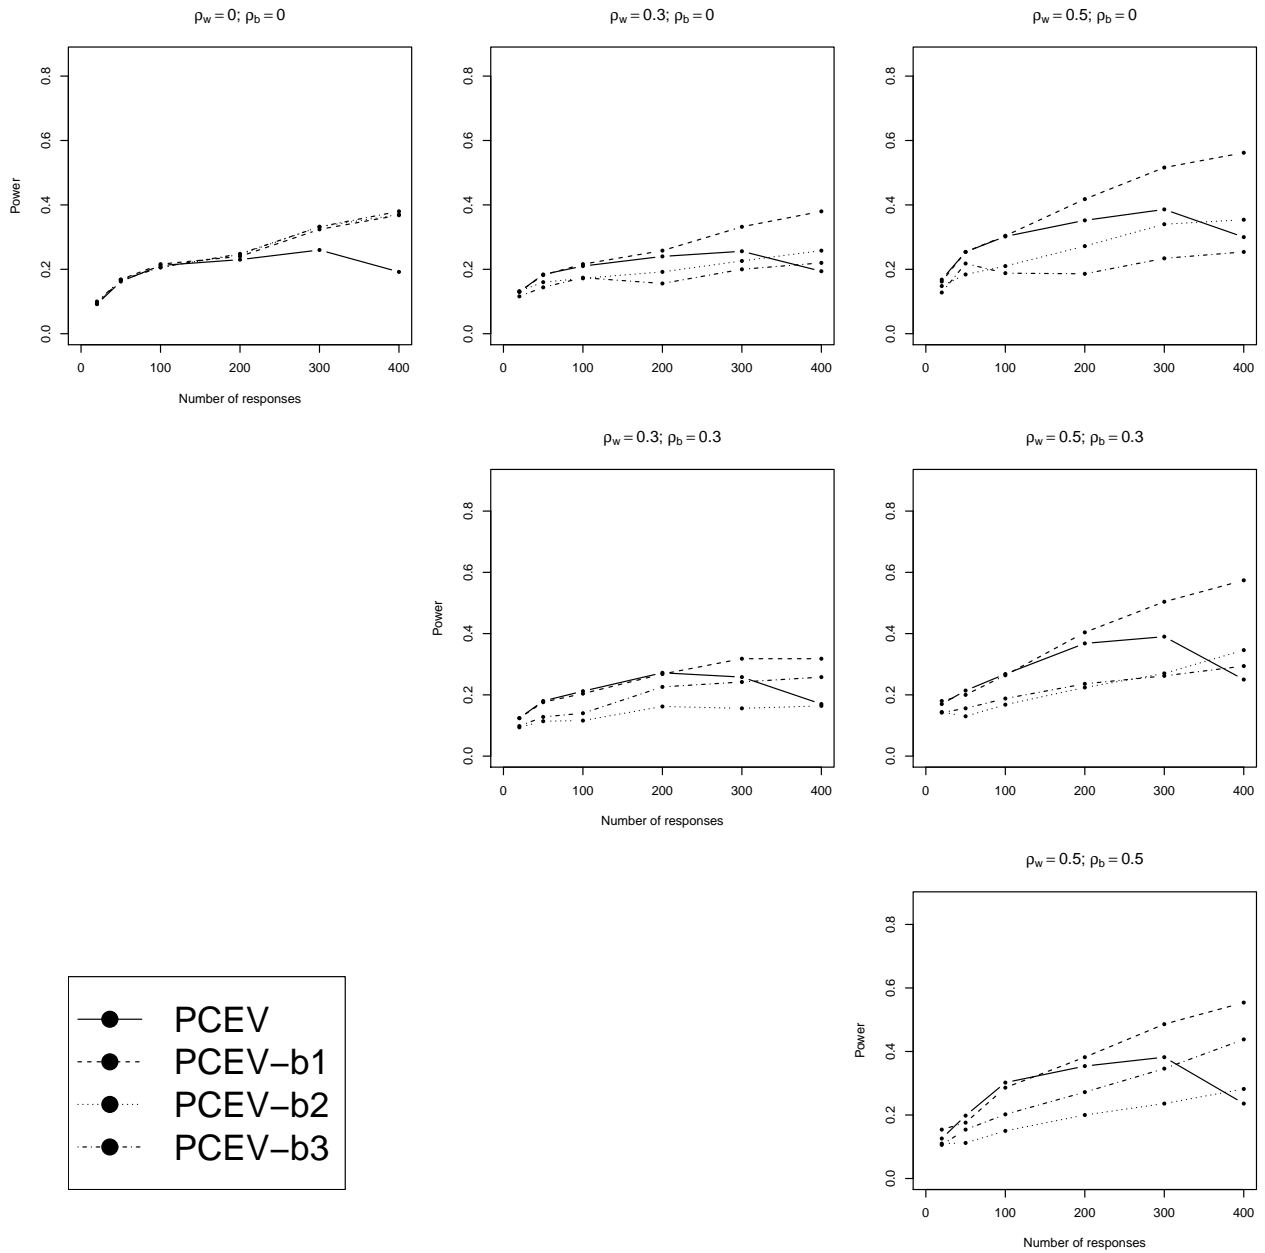 ρw = 0; ρb = 0
ρw = 0.3; ρb = 0
ρw = 0.5; ρb = 0
Power
0.0 0.2 0.4 0.6 0.8
0 100 200 300 400
Number of responses
0.0 0.2 0.4 0.6 0.8
0 100 200 300 400
0.0 0.2 0.4 0.6 0.8
0 100 200 300 400
ρw = 0.3; ρb = 0.3
ρw = 0.5; ρb = 0.3
Power
0.0 0.2 0.4 0.6 0.8
0 100 200 300 400
Number of responses
0.0 0.2 0.4 0.6 0.8
0 100 200 300 400
ρw = 0.5; ρb = 0.5
Power
0.0 0.2 0.4 0.6 0.8
0 100 200 300 400
Number of responses
PCEV
PCEV−b1
PCEV−b2
PCEV−b3